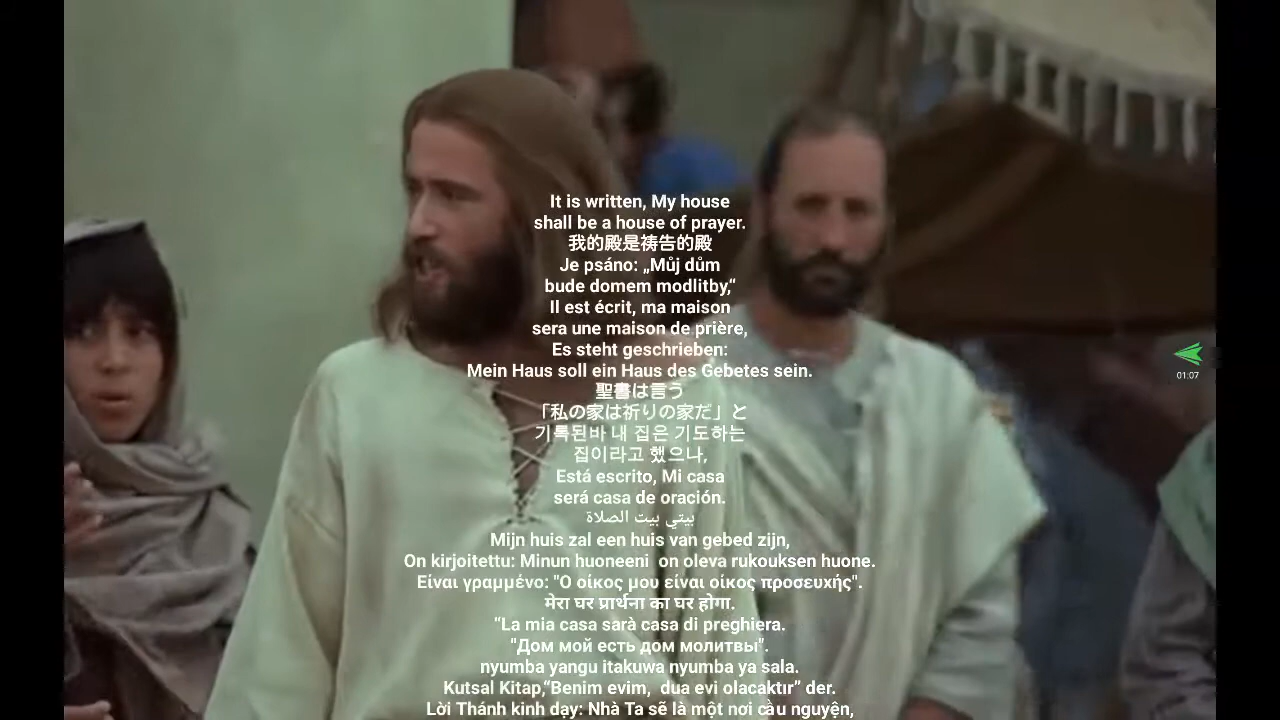 It is written, My house
shall be a house of prayer.
我的殿是祷告的殿
Je psáno: „Můj dům
bude domem modlitby,“
Il est écrit, ma maison
sera une maison de prière,
Es steht geschrieben:
Mein Haus soll ein Haus des Gebetes sein.
聖書は言う
「私の家は祈りの家だ」と
기록된바 내 집은 기도하는
집이라고 했으나,
Está escrito, Mi casa
será casa de oración.
بيتي بيت الصلاة
Mijn huis zal een huis van gebed zijn,
On kirjoitettu: Minun huoneeni  on oleva rukouksen huone.
Είναι γραμμένο: "Ο οίκος μου είναι οίκος προσευχής".
मेरा घर प्रार्थना का घर होगा.
“La mia casa sarà casa di preghiera.
"Дом мой есть дом молитвы".
nyumba yangu itakuwa nyumba ya sala.
Kutsal Kitap,“Benim evim,  dua evi olacaktır” der.
Lời Thánh kinh dạy: Nhà Ta sẽ là một nơi cầu nguyện,
01:07